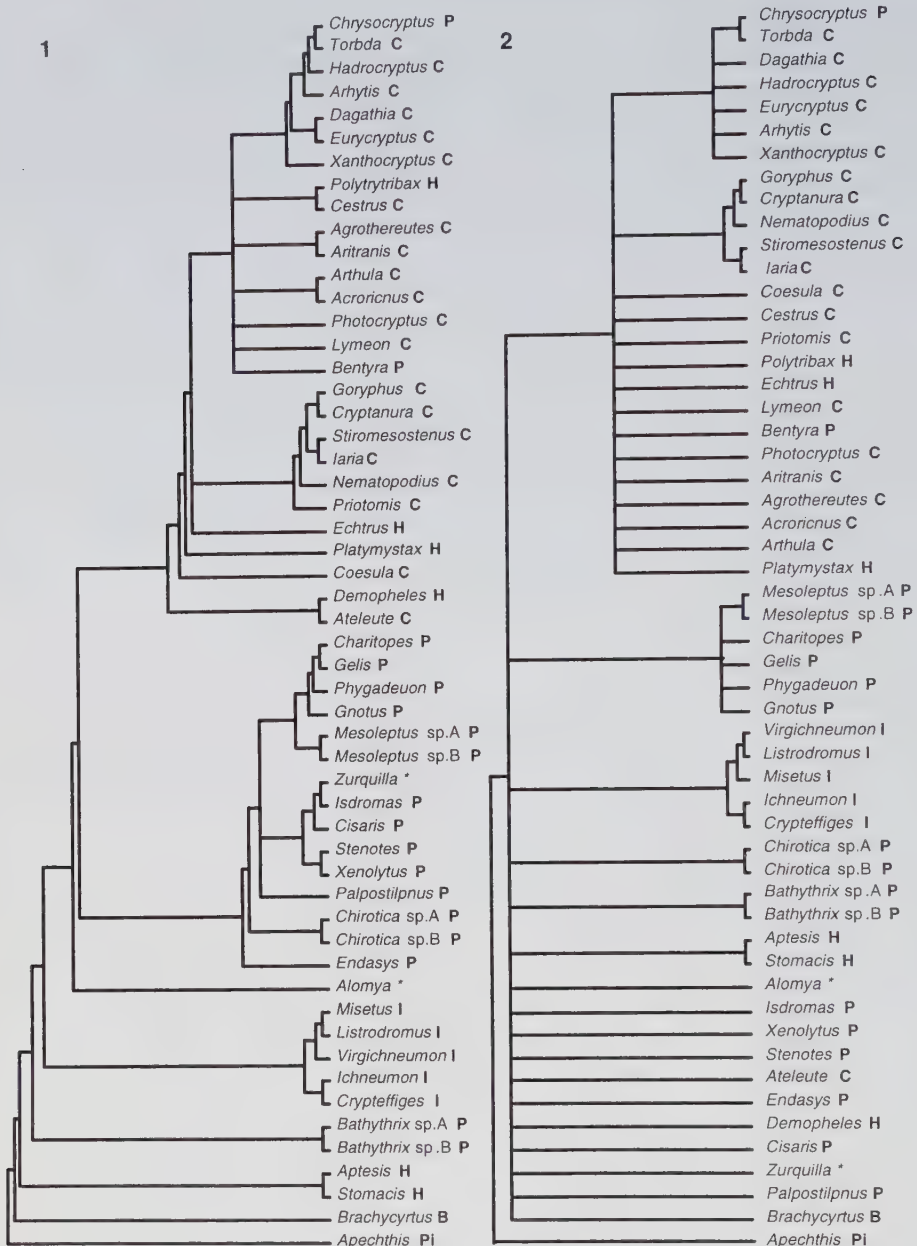 1
Chrysocryptus P
Torbda C
Hadrocryptus C
Arhytis C
Dagathia C
Eurycryptus C
Xanthocryptus C
Polytrytribax H
Cestrus C
Agrothereutes C
Aritranis C
Arthula C
Acroricnus C
Photocryptus C
Lymeon C
Bentyra P
Goryphus C
Cryptanura C
Stiromesostenus C
Iaria C
Nematopodius C
Priotomis C
Echtrus H
Platymystax H
Coesula C
Demopheles H
Ateleute C
Charitopes P
Gelis P
Phygadeuon P
Gnotus P
Mesoleptus sp.A P
Mesoleptus sp.B P
Zurquilla *
Isdromas P
Cisaris P
Stenotes P
Xenolytus P
Palpostilpnus P
Chirotica sp.A P
Chirotica sp.B P
Endasys P
Alomya *
Misetus I
Listrodromus I
Virgichneumon I
Ichneumon I
Crypteffiges I
Bathythrix sp.A P
Bathythrix sp.B P
Aptesis H
Stomacis H
Brachycyrtus B
Apechthis Pi
2
Chrysocryptus P
Torbda C
Dagathia C
Hadrocryptus C
Eurycryptus C
Arhytis C
Xanthocryptus C
Goryphus C
Cryptanura C
Nematopodius C
Stiromesostenus C
Iaria C
Coesula C
Cestrus C
Priotomis C
Polytribax H
Echtrus H
Lymeon C
Bentyra P
Photocryptus C
Aritranis C
Agrothereutes C
Acroricnus C
Arthula C
Platymystax H
Mesoleptus sp.A P
Mesoleptus sp.B P
Charitopes P
Gelis P
Phygadeuon P
Gnotus P
Virgichneumon I
Listrodromus I
Misetus I
Ichneumon I
Crypteffiges I
Chirotica sp.A P
Chirotica sp.B P
Bathythrix sp.A P
Bathythrix sp.B P
Aptesis H
Stomacis H
Alomya *
Isdromas P
Xenolytus P
Stenotes P
Ateleute C
Endasys P
Demopheles H
Cisaris P
Zurquilla *
Palpostilpnus P
Brachycyrtus B
Apechthis Pi